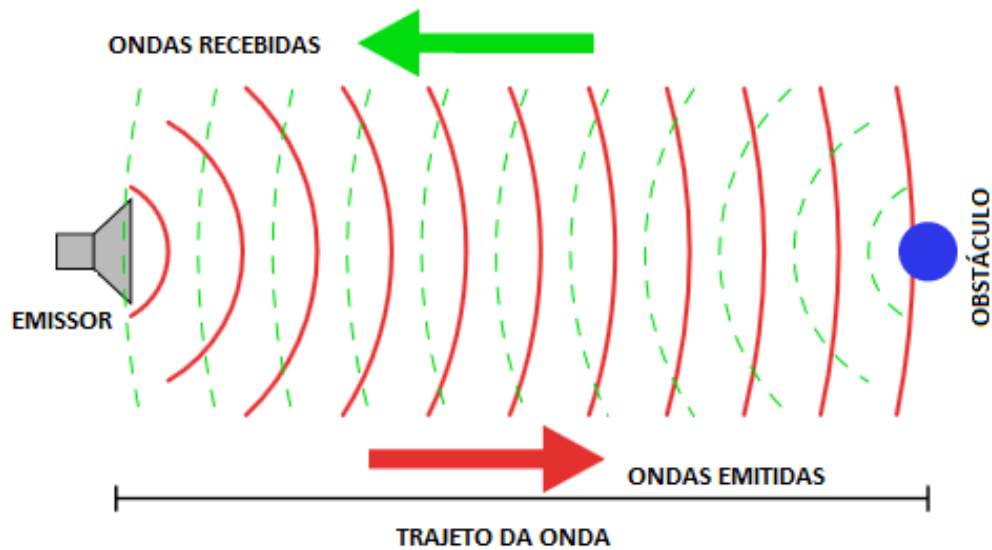 ONDAS RECEBIDAS
EMISSOR
OBSTÁCULO
ONDAS EMITIDAS
TRAJETO DA ONDA